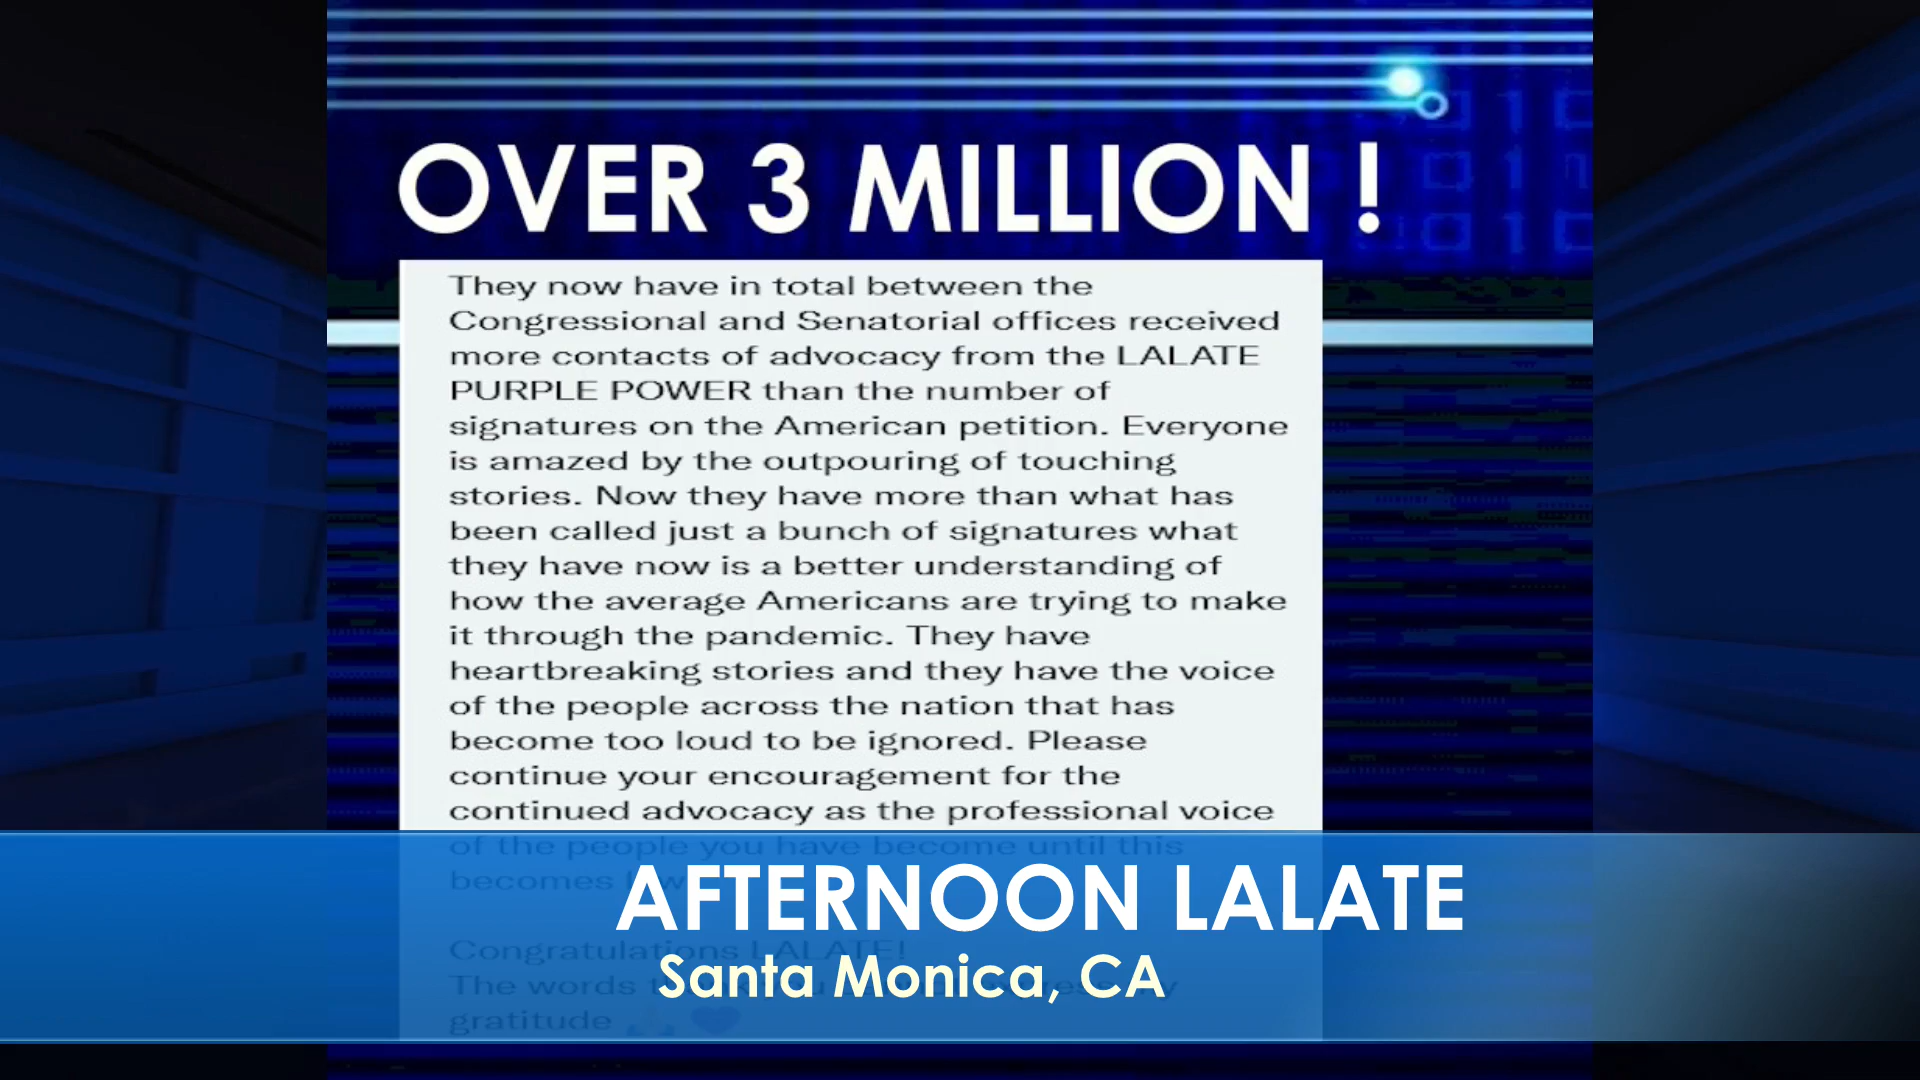 OVER 3 MILLION !
They now have in total between the
Congressional and Senatorial offices received
more contacts of advocacy from the LALATE
PURPLE POWER than the number of
signatures on the American petition. Everyone
is amazed by the outpouring of touching
stories. Now they have more than what has
been called just a bunch of signatures what
they have now is a better understanding of
how the average Americans are trying to make
it through the pandemic. They have
heartbreaking stories and they have the voice
of the people across the nation that has
become too loud to be ignored. Please
continue your encouragement for the
continued advocacy as the professional voice
of the people you have become until this
becomes
AFTERNOON LALATE
Congratulations LALATE!
Santa Monica, CA
The words
gratitude